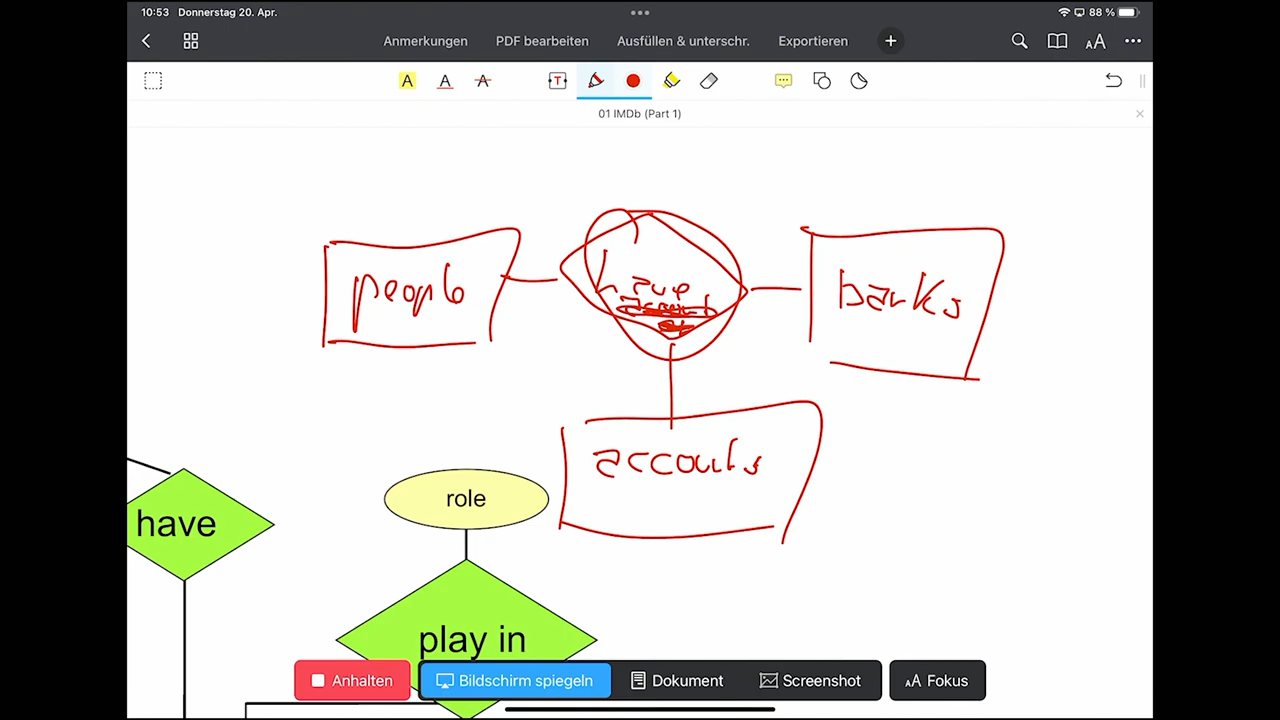 10:53 Donnerstag 20. Apr.
88 %
Anmerkungen PDF bearbeiten Ausfüllen & unterschr. Exportieren
01 IMDb (Part 1)
people
have
banks
accounts
role
have
play in
Anhalten Bildschirm spiegeln Dokument Screenshot AA Fokus